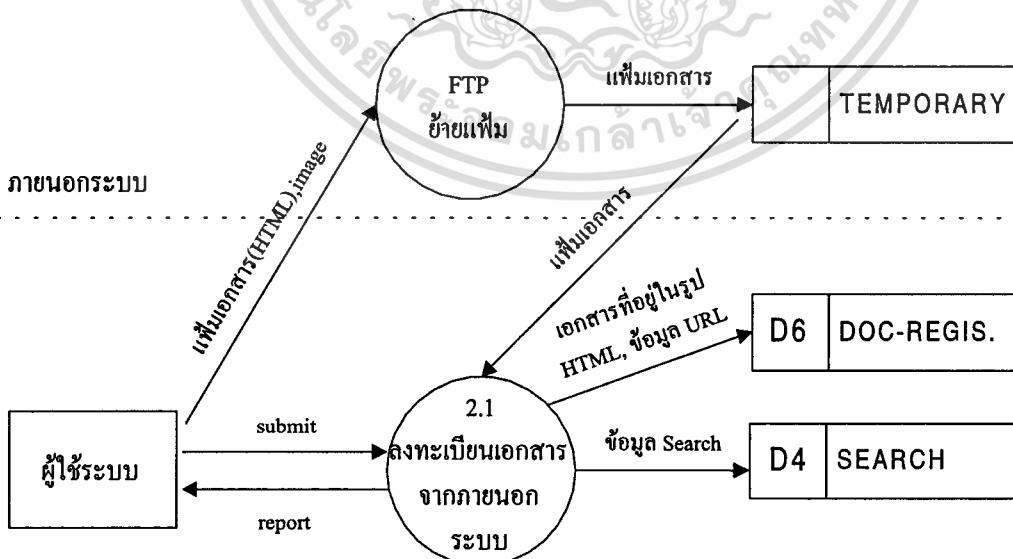 FTP
ย้ายแฟ้ม
แฟ้มเอกสาร
TEMPORARY
ภายนอกระบบ
แฟ้มเอกสาร(HTML),image
แฟ้มเอกสาร
เอกสารที่อยู่ในรูป
HTML, ข้อมูล URL
D6 DOC-REGIS.
ผู้ใช้ระบบ
submit
report
2.1
ลงทะเบียนเอกสาร
จากภายนอก
ระบบ
ข้อมูล Search
D4 SEARCH